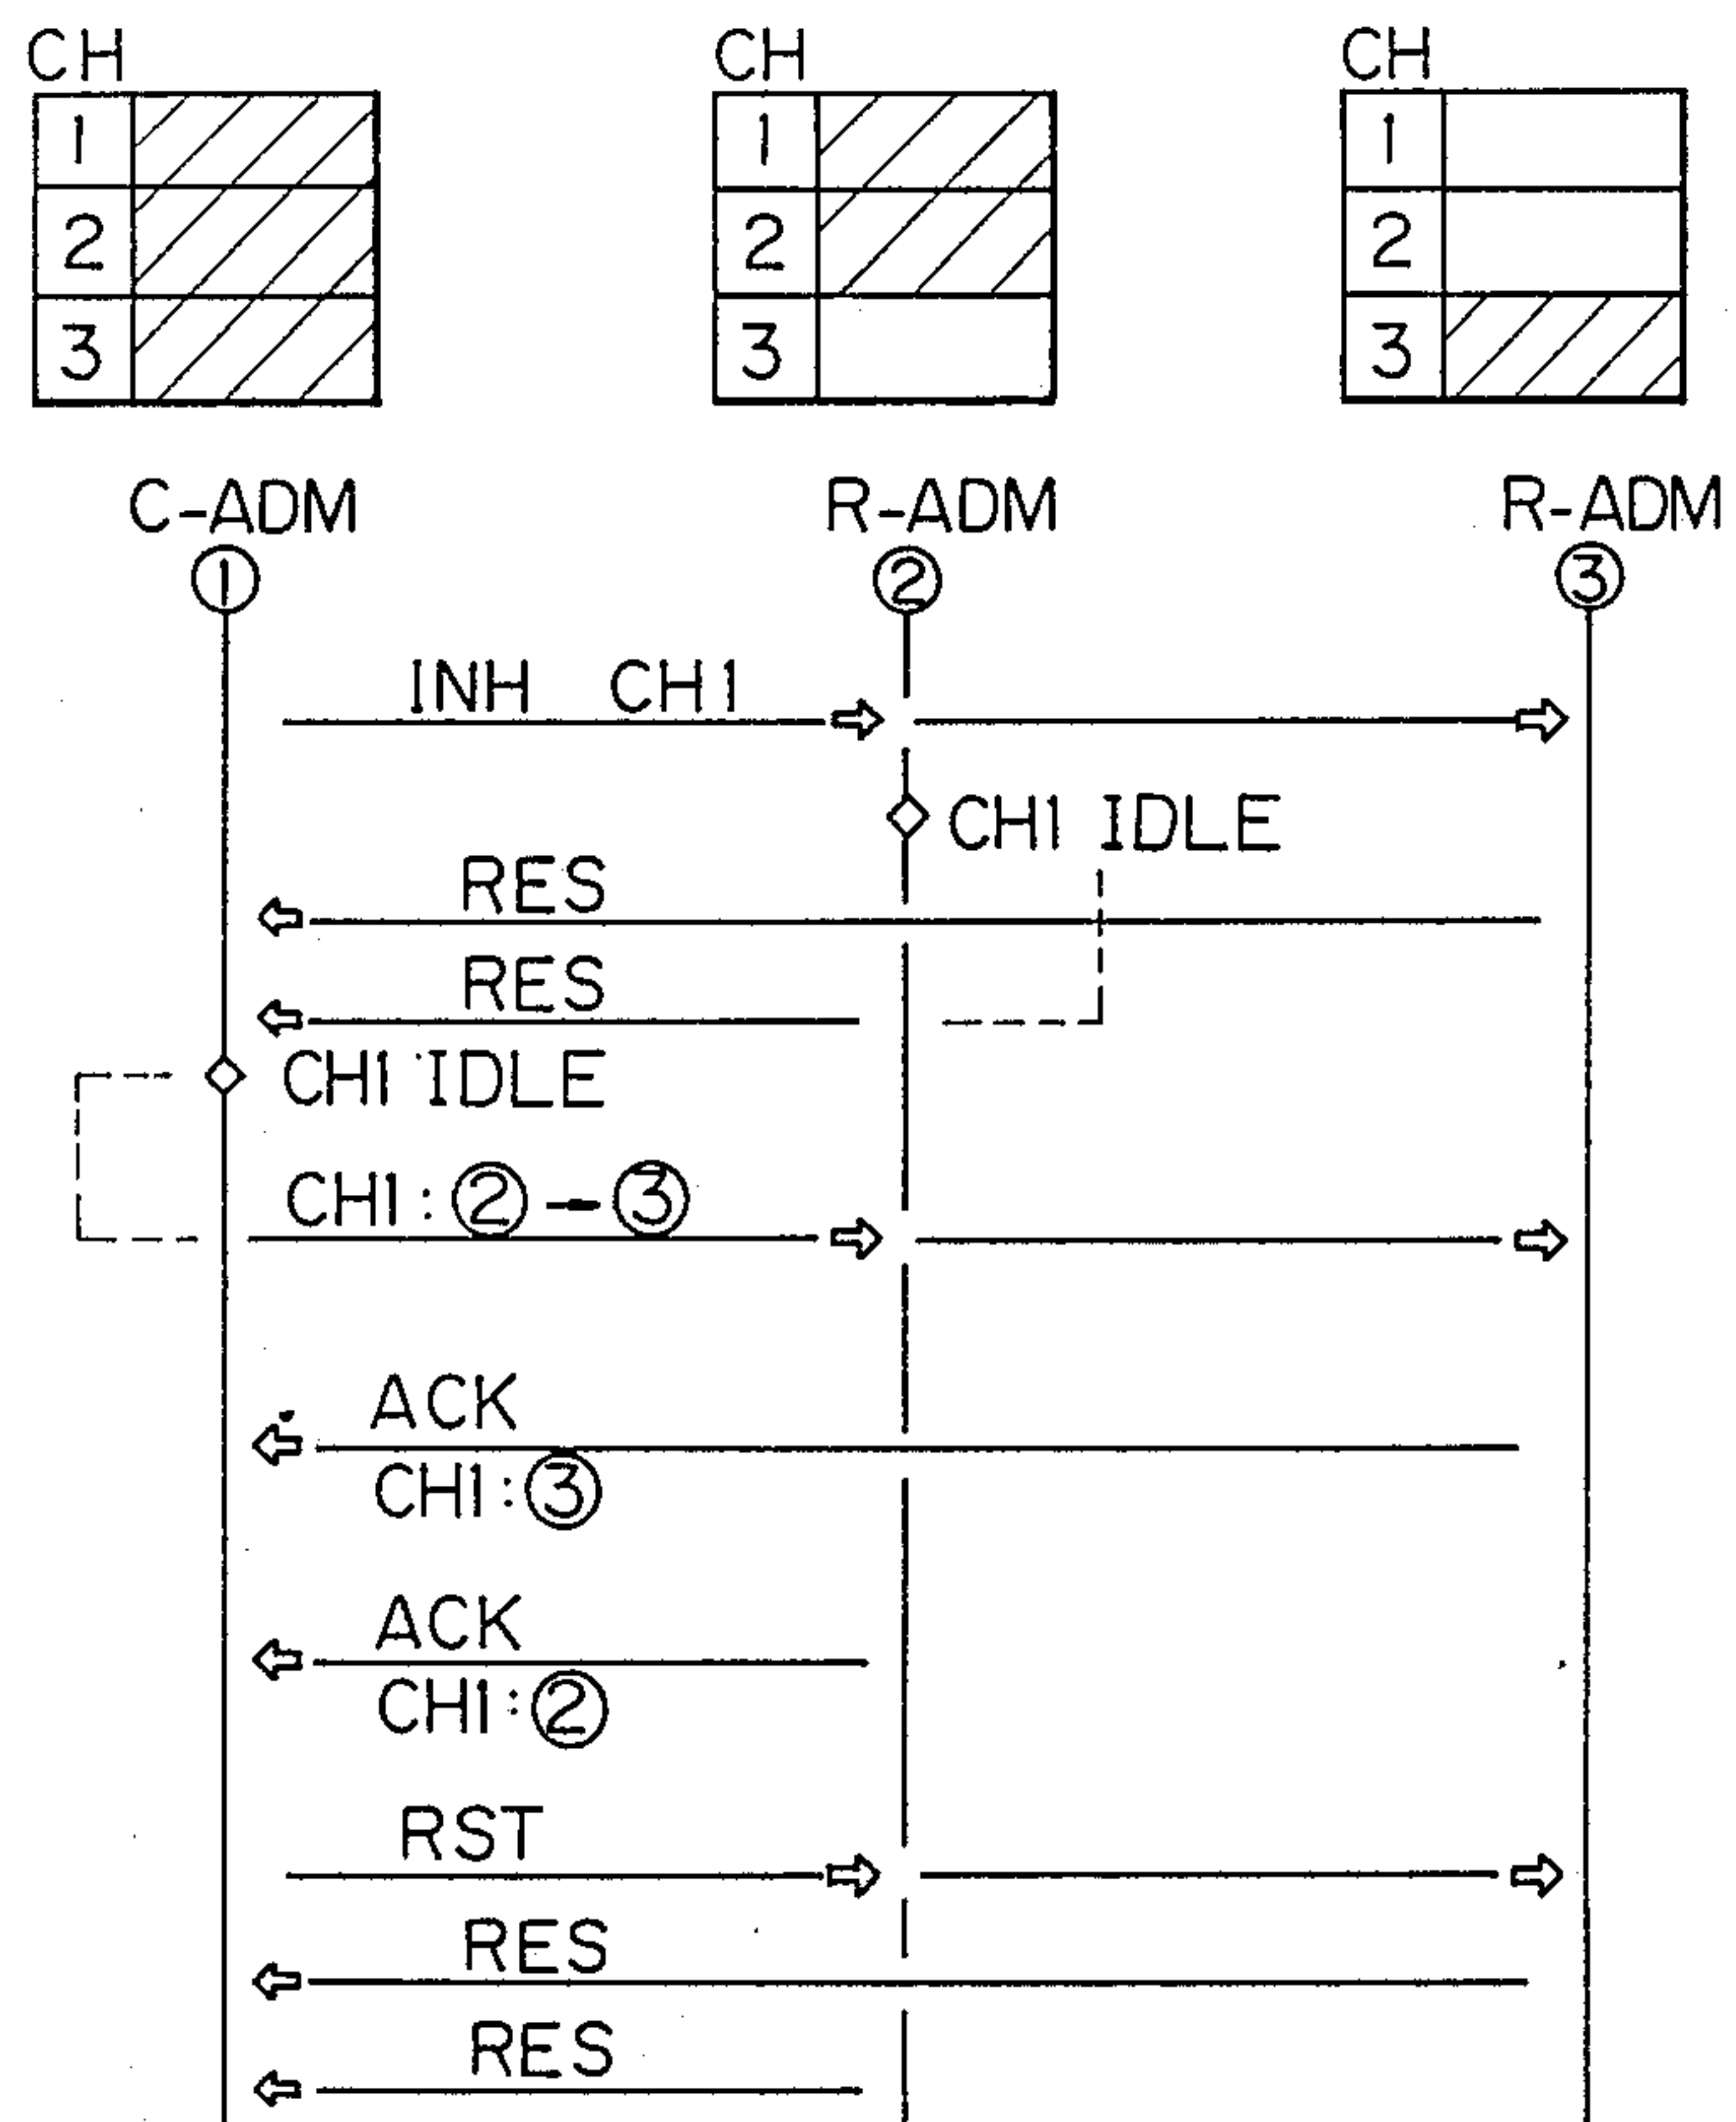 CH CH CH
1 1 1
2 2 2
3 3 3
C-ADM R-ADM R-ADM
① ② ③
INH CH1
CH1 IDLE
RES
RES
CH1 IDLE
CH1:②-③
ACK
CH1:③
ACK
CH1:②
RST
RES
RES